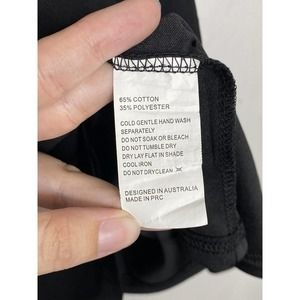 65% COTTON
35% POLYESTER
COLD GENTLE HAND WASH
SEPARATELY
DO NOT SOAK OR BLEACH
DO NOT TUMBLE DRY
DRY LAY FLAT IN SHADE
COOL IRON
DO NOT DRYCLEAN
DESIGNED IN AUSTRALIA
MADE IN PRC